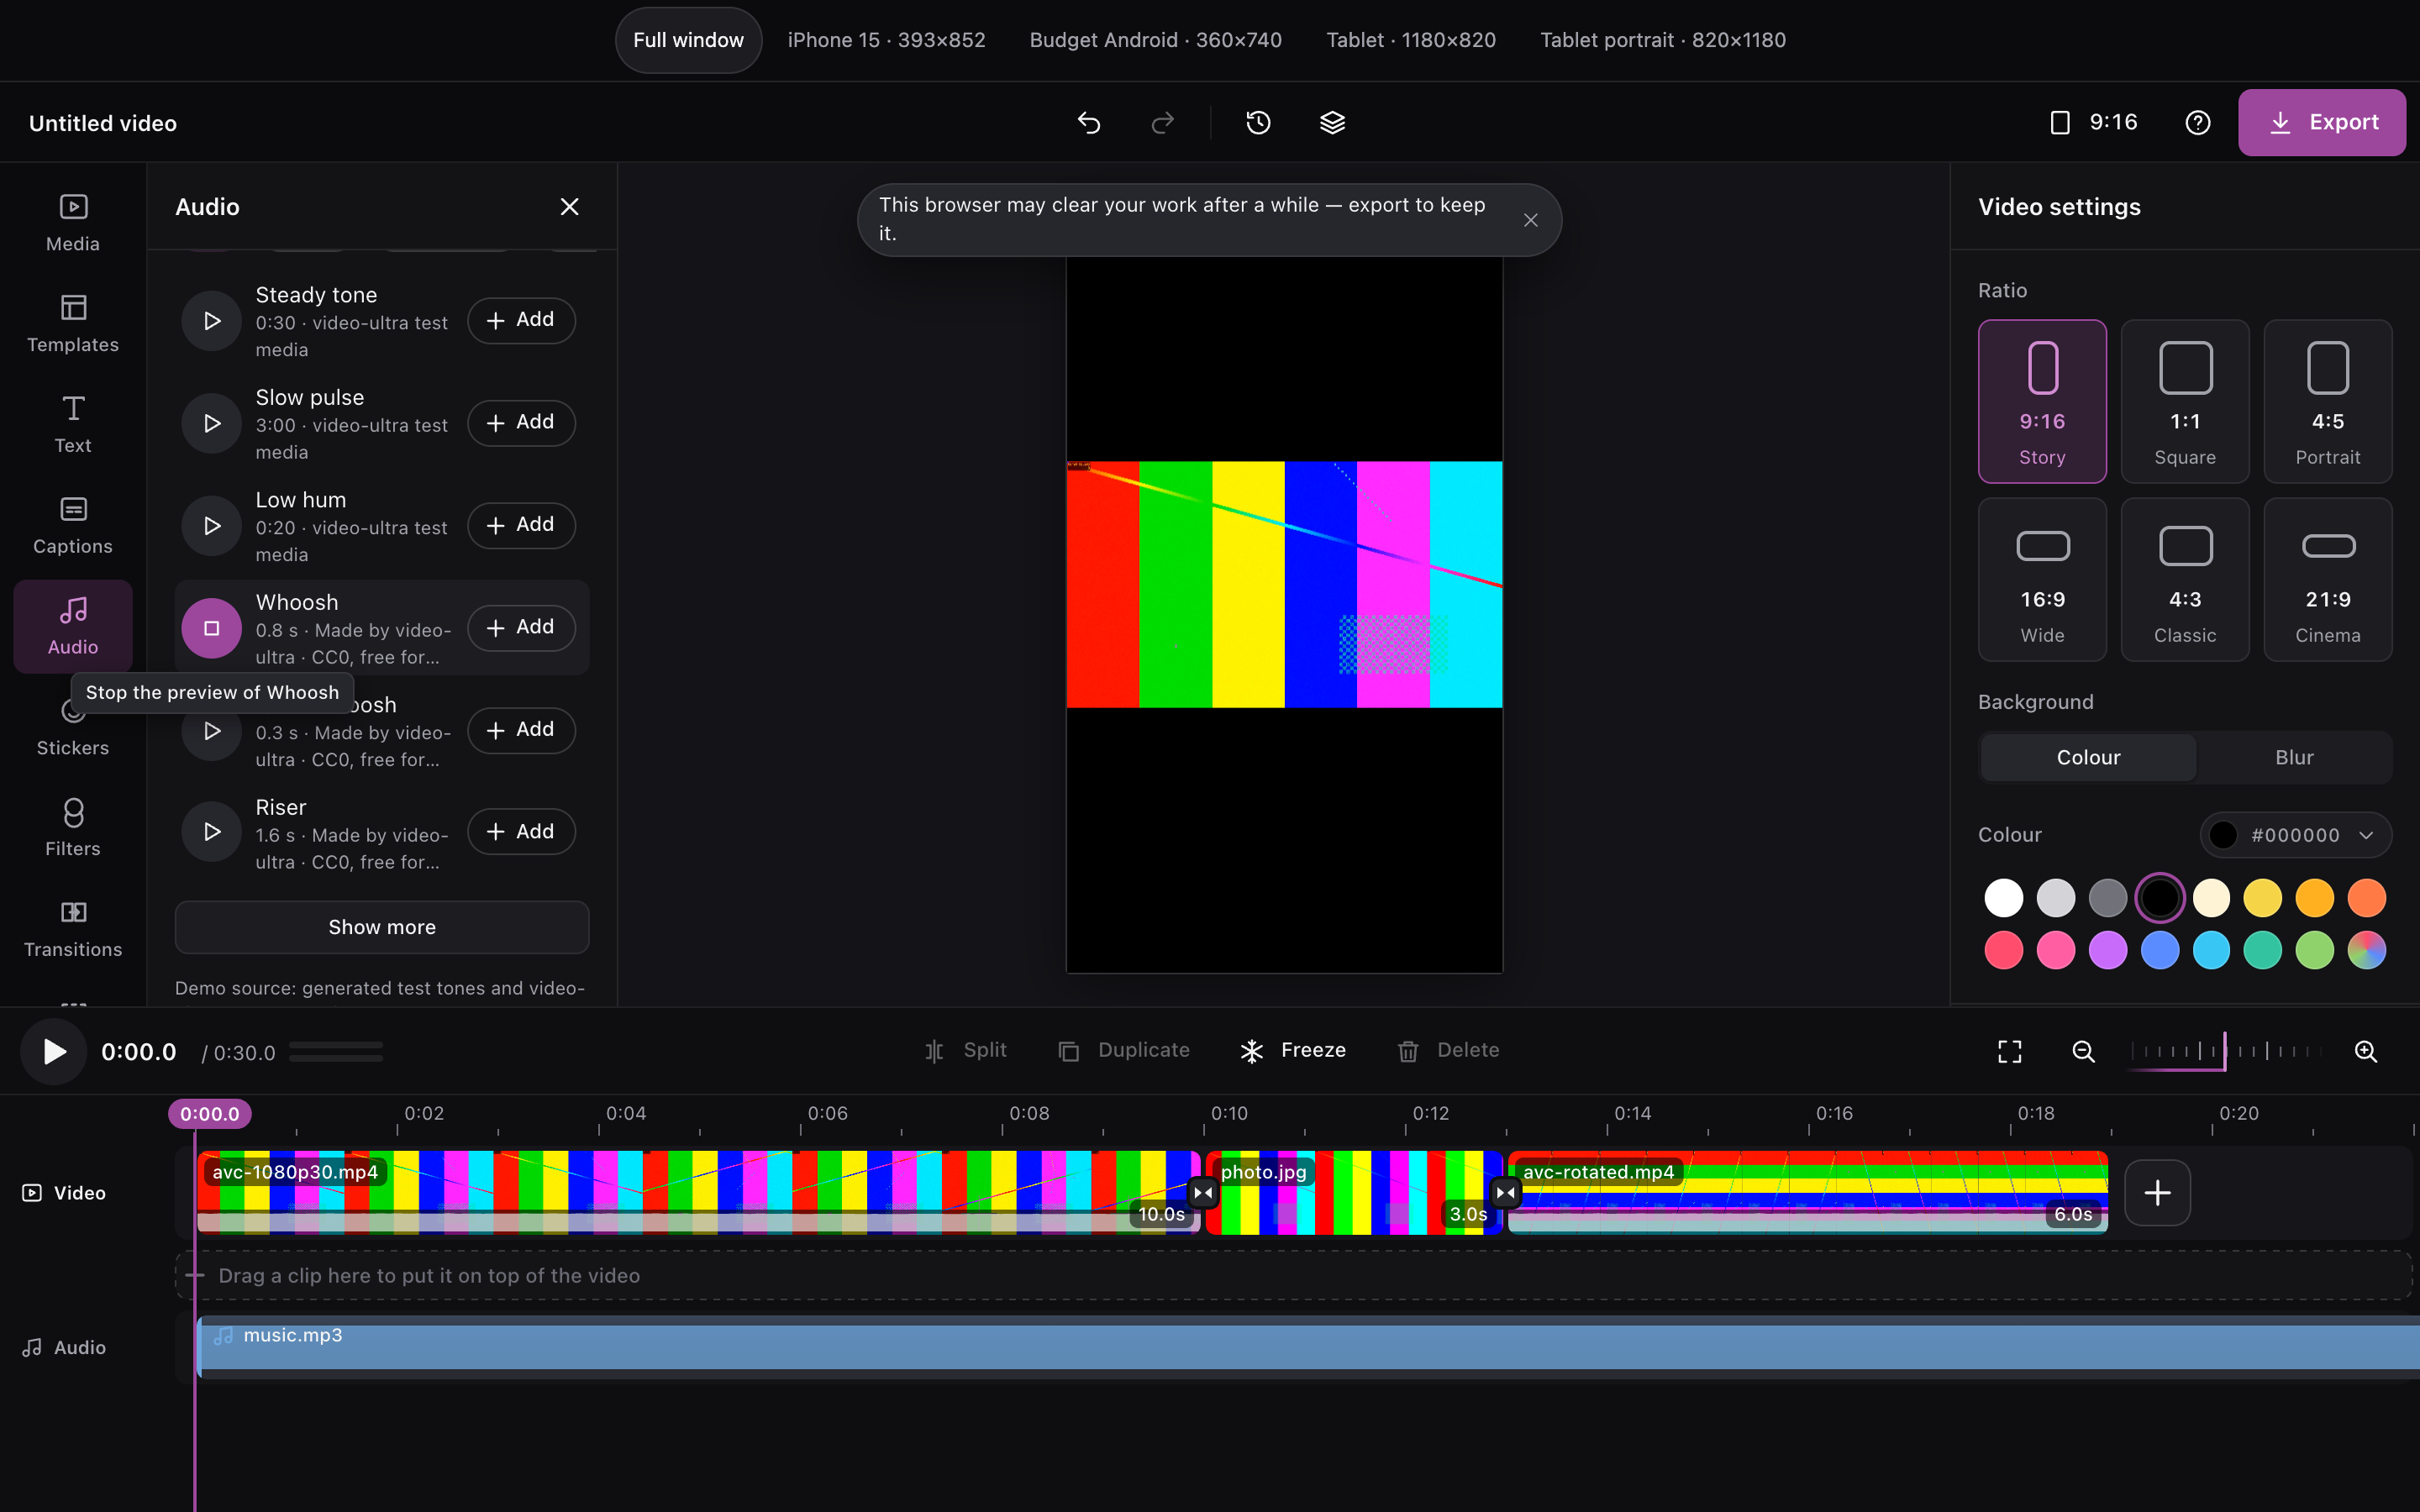 Full window
iPhone 15 · 393×852
Budget Android · 360×740
Tablet · 1180×820
Tablet portrait · 820×1180
Untitled video
9:16
Export
Media
Templates
Text
Captions
Audio
Stickers
Filters
Transitions
Audio
Steady tone
0:30 · video-ultra test
media
Add
Slow pulse
3:00 · video-ultra test
media
Add
Low hum
0:20 · video-ultra test
media
Add
Whoosh
0.8 s · Made by video-
ultra · CC0, free for...
Add
Stop the preview of Whoosh
0.3 s · Made by video-
ultra · CC0, free for...
Add
Riser
1.6 s · Made by video-
ultra · CC0, free for...
Add
Show more
Demo source: generated test tones and video-
This browser may clear your work after a while — export to keep
it.
Video settings
Ratio
9:16
Story
1:1
Square
4:5
Portrait
16:9
Wide
4:3
Classic
21:9
Cinema
Background
Colour
Blur
Colour
#000000
0:00.0
/ 0:30.0
Split
Duplicate
Freeze
Delete
0:00.0
0:02
0:04
0:06
0:08
0:10
0:12
0:14
0:16
0:18
0:20
Video
avc-1080p30.mp4
10.0s
photo.jpg
3.0s
avc-rotated.mp4
6.0s
Drag a clip here to put it on top of the video
Audio
music.mp3